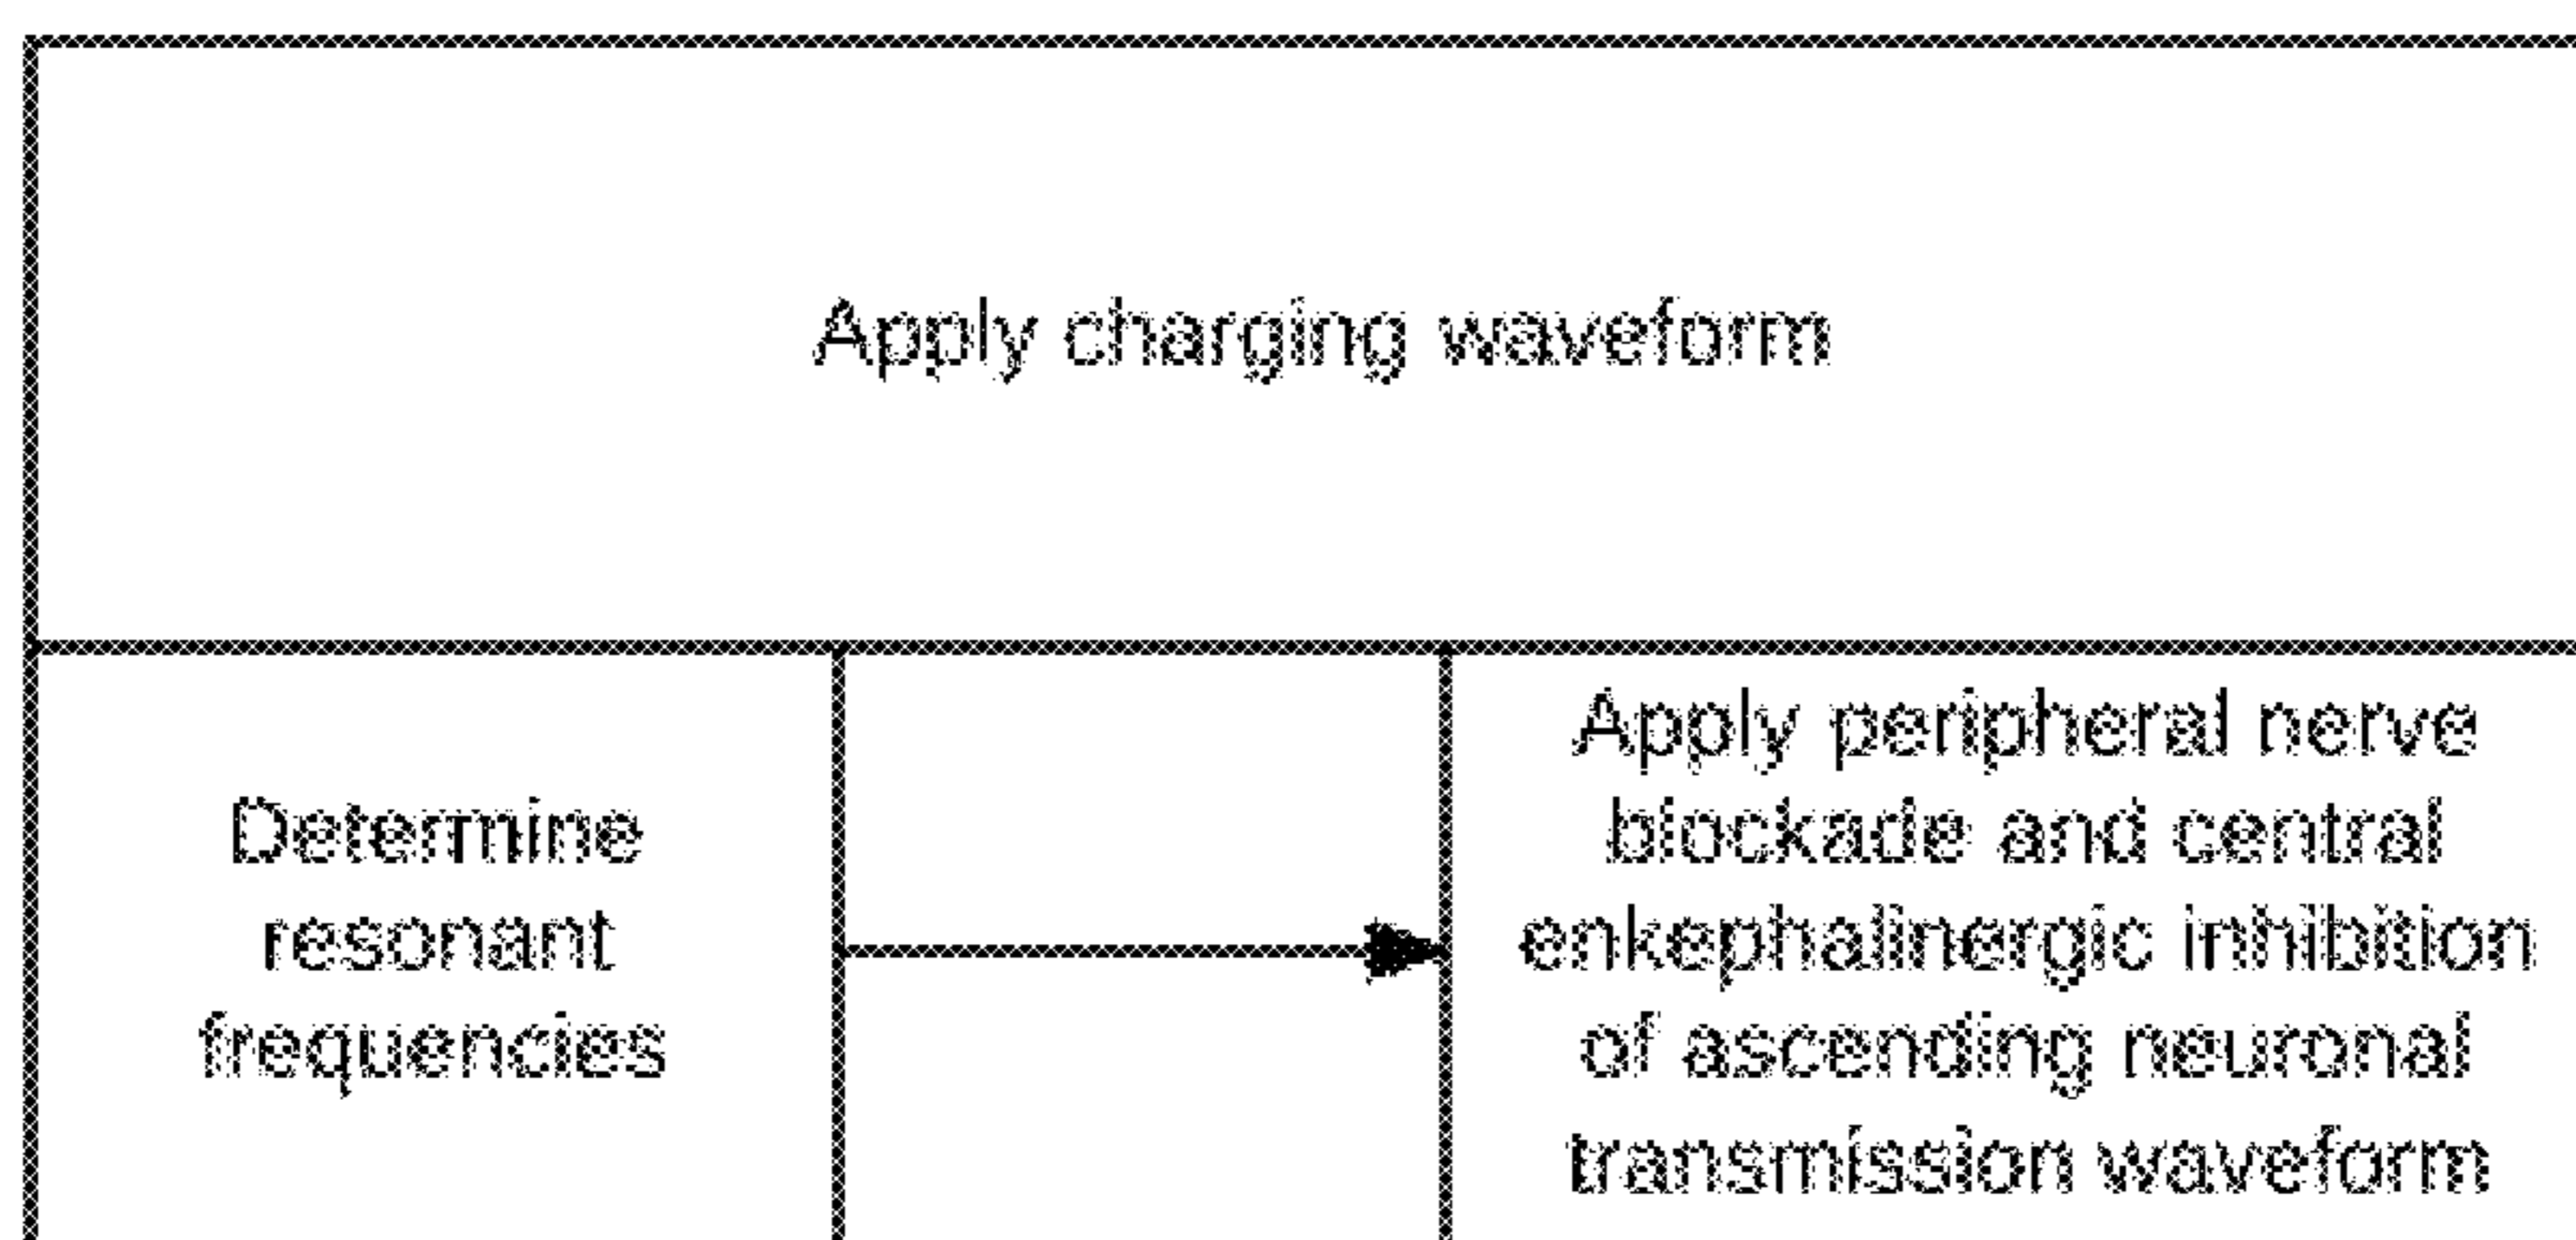 Apply charging waveform
Determine
resonant
frequencies
Apply peripheral nerve
blockade and central
enkephalinergic inhibition
of ascending neuronal
transmission waveform